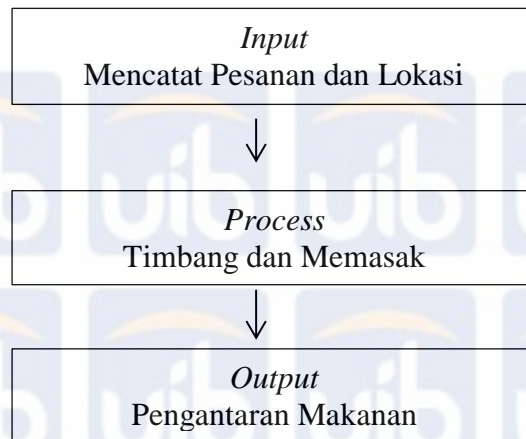 Input
Mencatat Pesanan dan Lokasi
Process
Timbang dan Memasak
Output
Pengantaran Makanan